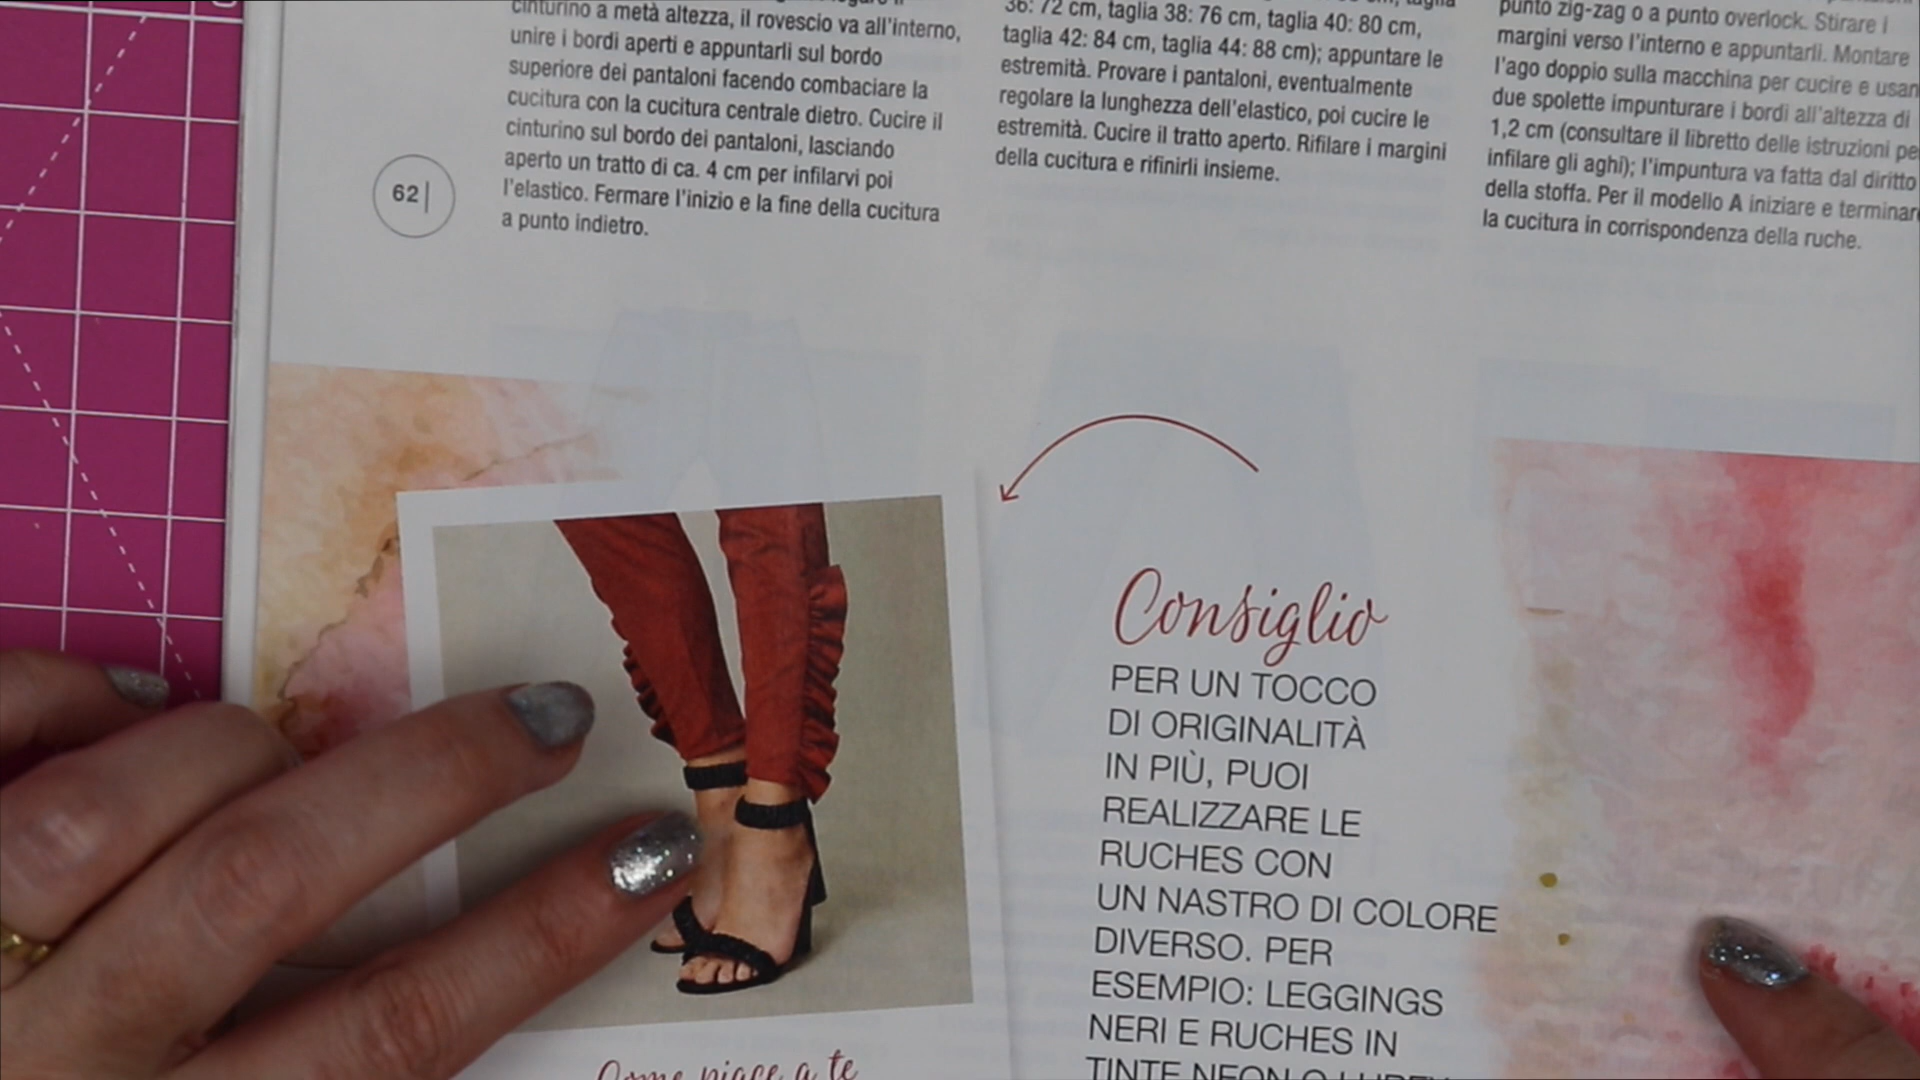 cinturino a metà altezza, il rovescio va all'interno,
unire i bordi aperti e appuntarli sul bordo
superiore dei pantaloni facendo combaciare la
cucitura con la cucitura centrale dietro. Cucire il
cinturino sul bordo dei pantaloni, lasciando
aperto un tratto di ca. 4 cm per infilarvi poi
l'elastico. Fermare l'inizio e la fine della cucitura
a punto indietro.
62|
36: 72 cm, taglia 38: 76 cm, taglia 40: 80 cm,
taglia 42: 84 cm, taglia 44: 88 cm); appuntare le
estremità. Provare i pantaloni, eventualmente
regolare la lunghezza dell'elastico, poi cucire le
estremità. Cucire il tratto aperto. Rifilare i margini
della cucitura e rifinirli insieme.
punto zig-zag o a punto overlock. Stirare i
margini verso l'interno e appuntarli. Montare
l'ago doppio sulla macchina per cucire e usan
due spolette impunturare i bordi all'altezza di
1,2 cm (consultare il libretto delle istruzioni pe
infilare gli aghi); l'impuntura va fatta dal diritto
della stoffa. Per il modello A iniziare e terminare
la cucitura in corrispondenza della ruche.
Consiglio
PER UN TOCCO
DI ORIGINALITÀ
IN PIÙ, PUOI
REALIZZARE LE
RUCHES CON
UN NASTRO DI COLORE
DIVERSO. PER
ESEMPIO: LEGGINGS
NERI E RUCHES IN
TINTE NEON O LUREX
Come piace a te